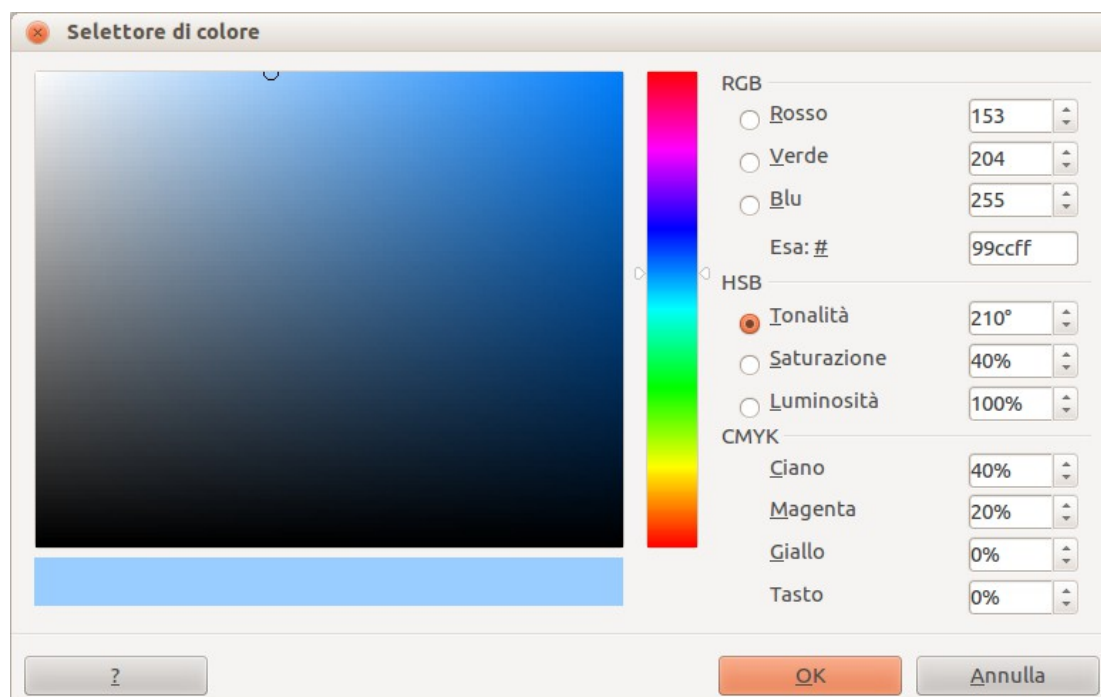 Selettore di colore
RGB
Rosso 153
Verde 204
Blu 255
Esa: # 99ccff
HSB
Tonalità 210°
Saturazione 40%
Luminosità 100%
CMYK
Ciano 40%
Magenta 20%
Giallo 0%
Tasto 0%
? OK Annulla